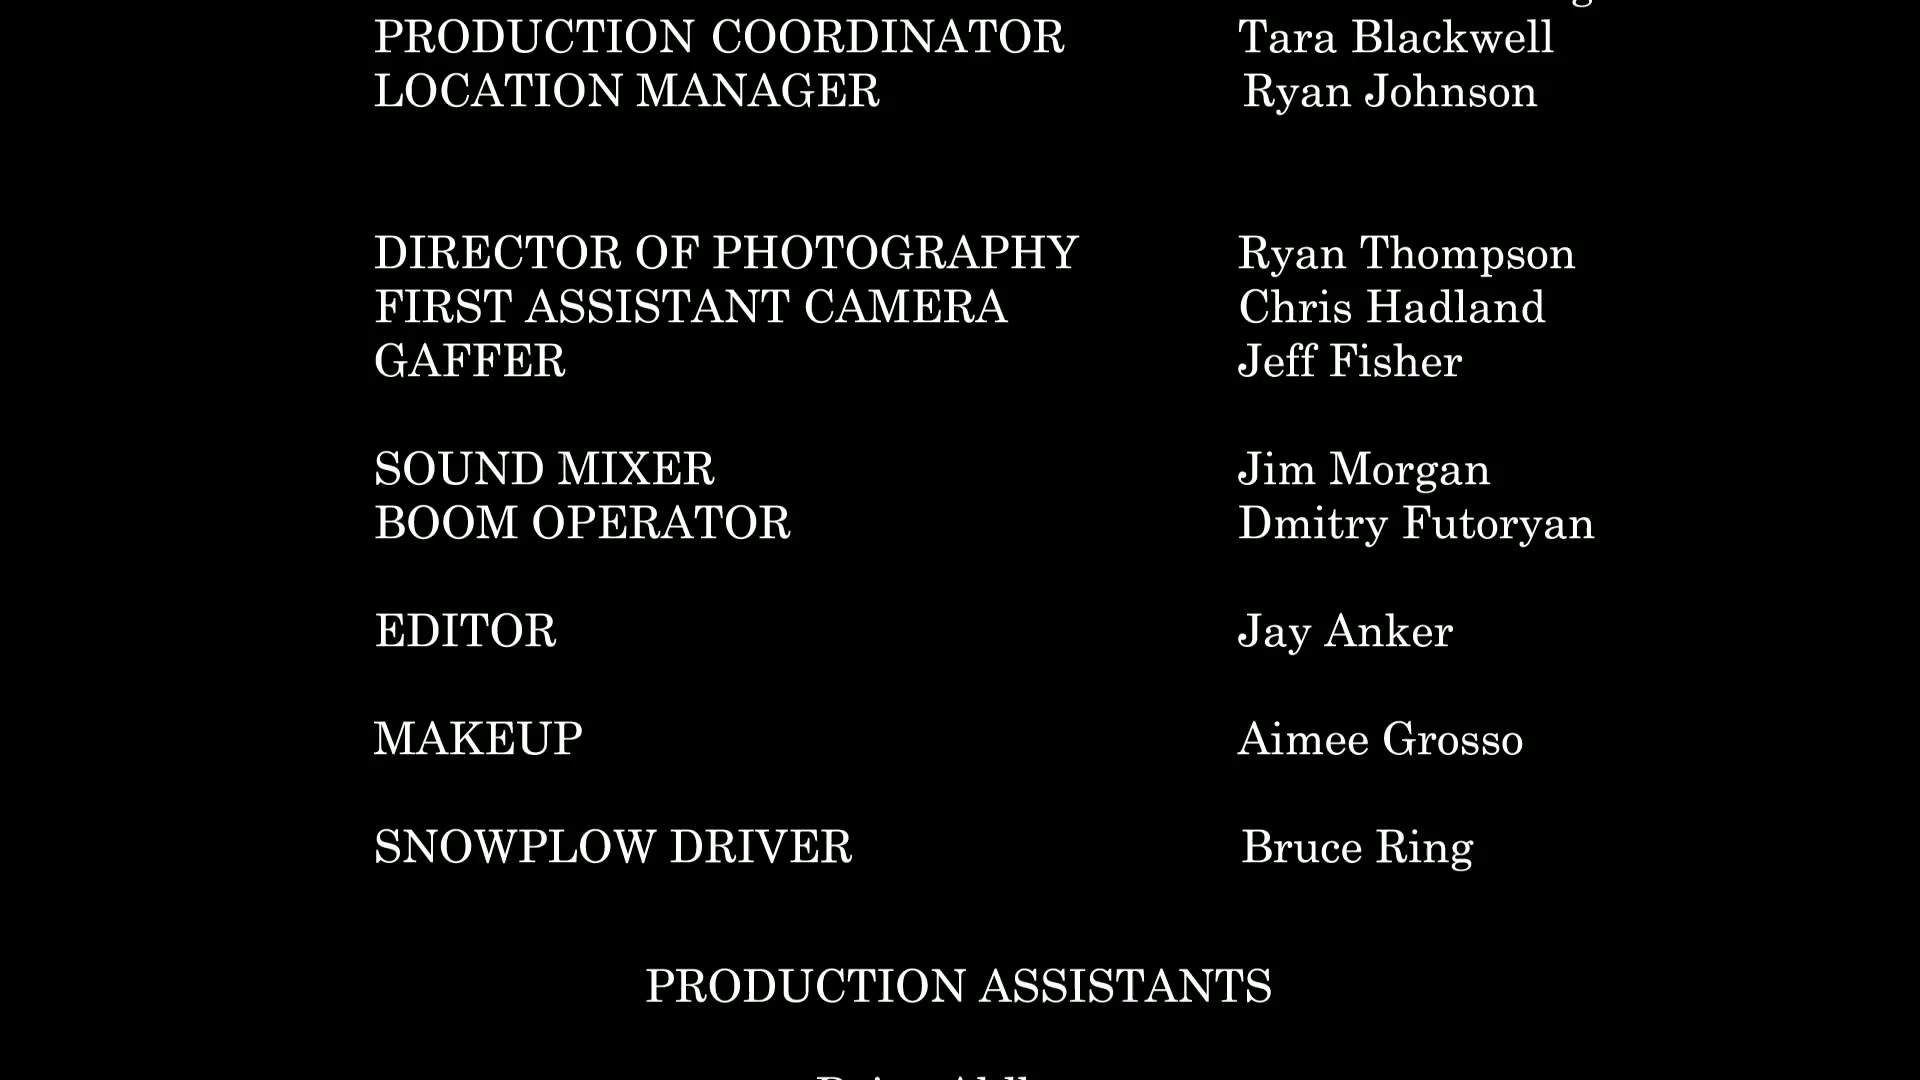 PRODUCTION COORDINATOR Tara Blackwell
LOCATION MANAGER Ryan Johnson
DIRECTOR OF PHOTOGRAPHY Ryan Thompson
FIRST ASSISTANT CAMERA Chris Hadland
GAFFER Jeff Fisher
SOUND MIXER Jim Morgan
BOOM OPERATOR Dmitry Futoryan
EDITOR Jay Anker
MAKEUP Aimee Grosso
SNOWPLOW DRIVER Bruce Ring
PRODUCTION ASSISTANTS